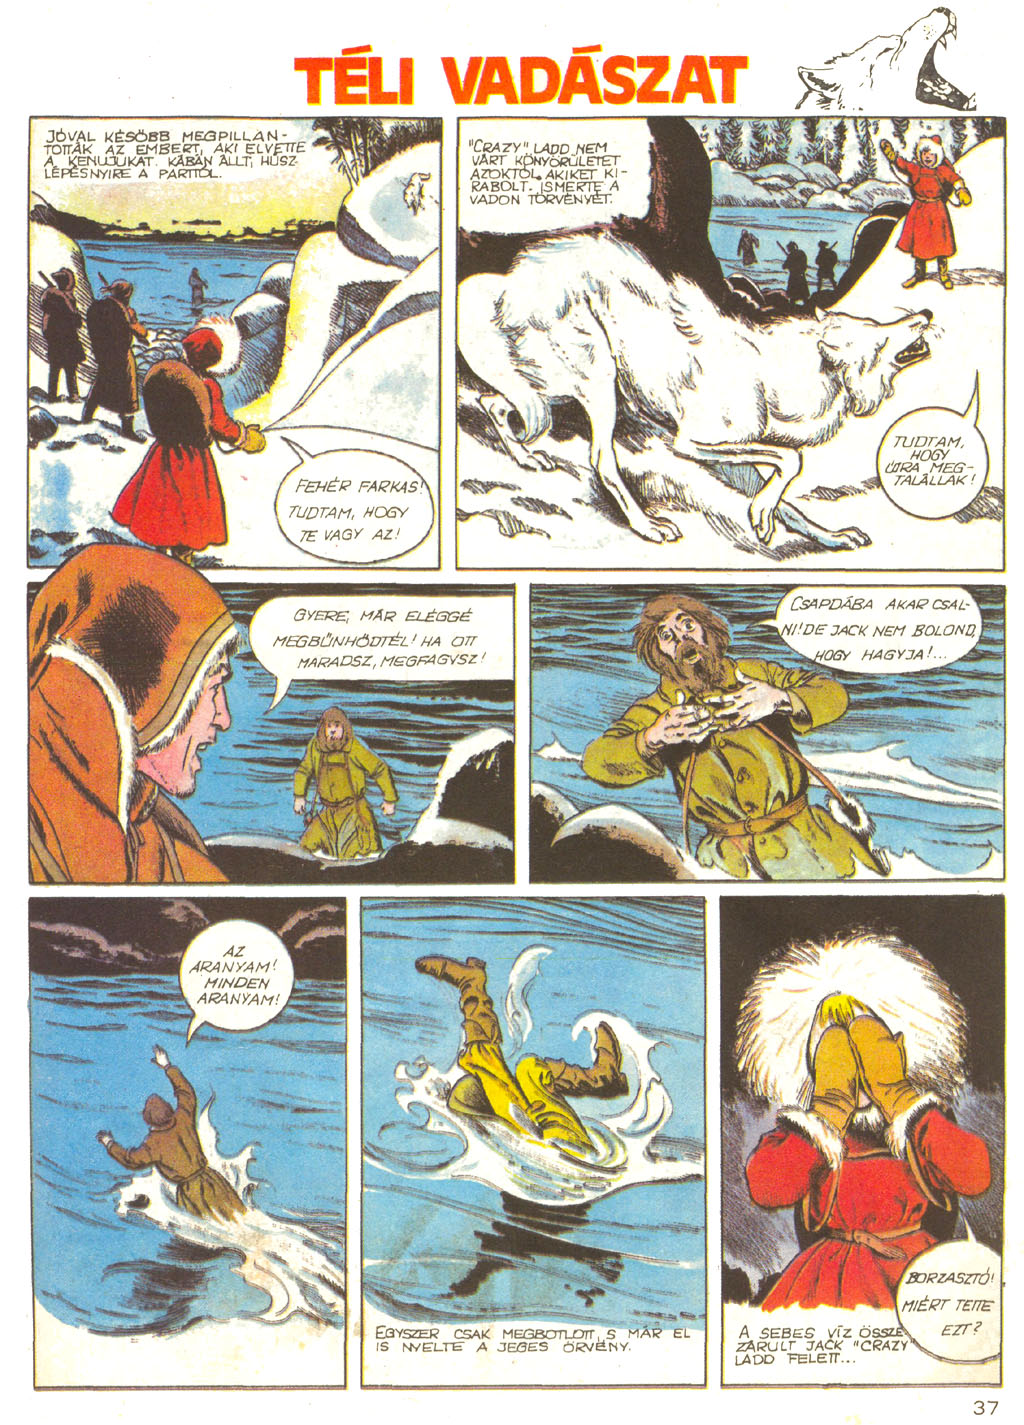 TÉLI VADÁSZAT
JÓVAL KÉSŐBB MEGPILLAN-
TOTTÁK AZ EMBERT, AKI ELVETTE
A KENUJUKAT. KÁBÁN ÁLLT, HÚSZ-
LÉPÉSNYIRE A PARTTÓL.
FEHÉR FARKAS!
TUDTAM, HOGY
TE VAGY AZ!
"CRAZY" LADD NEM
VÁRT KÖNYÖRÜLETET
AZOKTÓL, AKIKET KI-
RABOLT. ISMERTE A
VADON TÖRVÉNYÉT.
TUDTAM,
HOGY
ÚJRA MEG-
TALÁLLAK!
GYERE, MÁR ELÉGGÉ
MEGBŰNHŐDTÉL! HA OTT
MARADSZ, MEGFAGYSZ!
CSAPDÁBA AKAR CSAL-
NI! DE JACK NEM BOLOND,
HOGY HAGYJA!...
AZ
ARANYAM!
MINDEN
ARANYAM!
EGYSZER CSAK MEGBOTLOTT, S MÁR EL
IS NYELTE A JEGES ÖRVÉNY.
BORZASZTÓ!
MIÉRT TETTE
EZT?
A SEBES VÍZ ÖSSZE-
ZÁRULT JACK "CRAZY"
LADD FELETT...
37